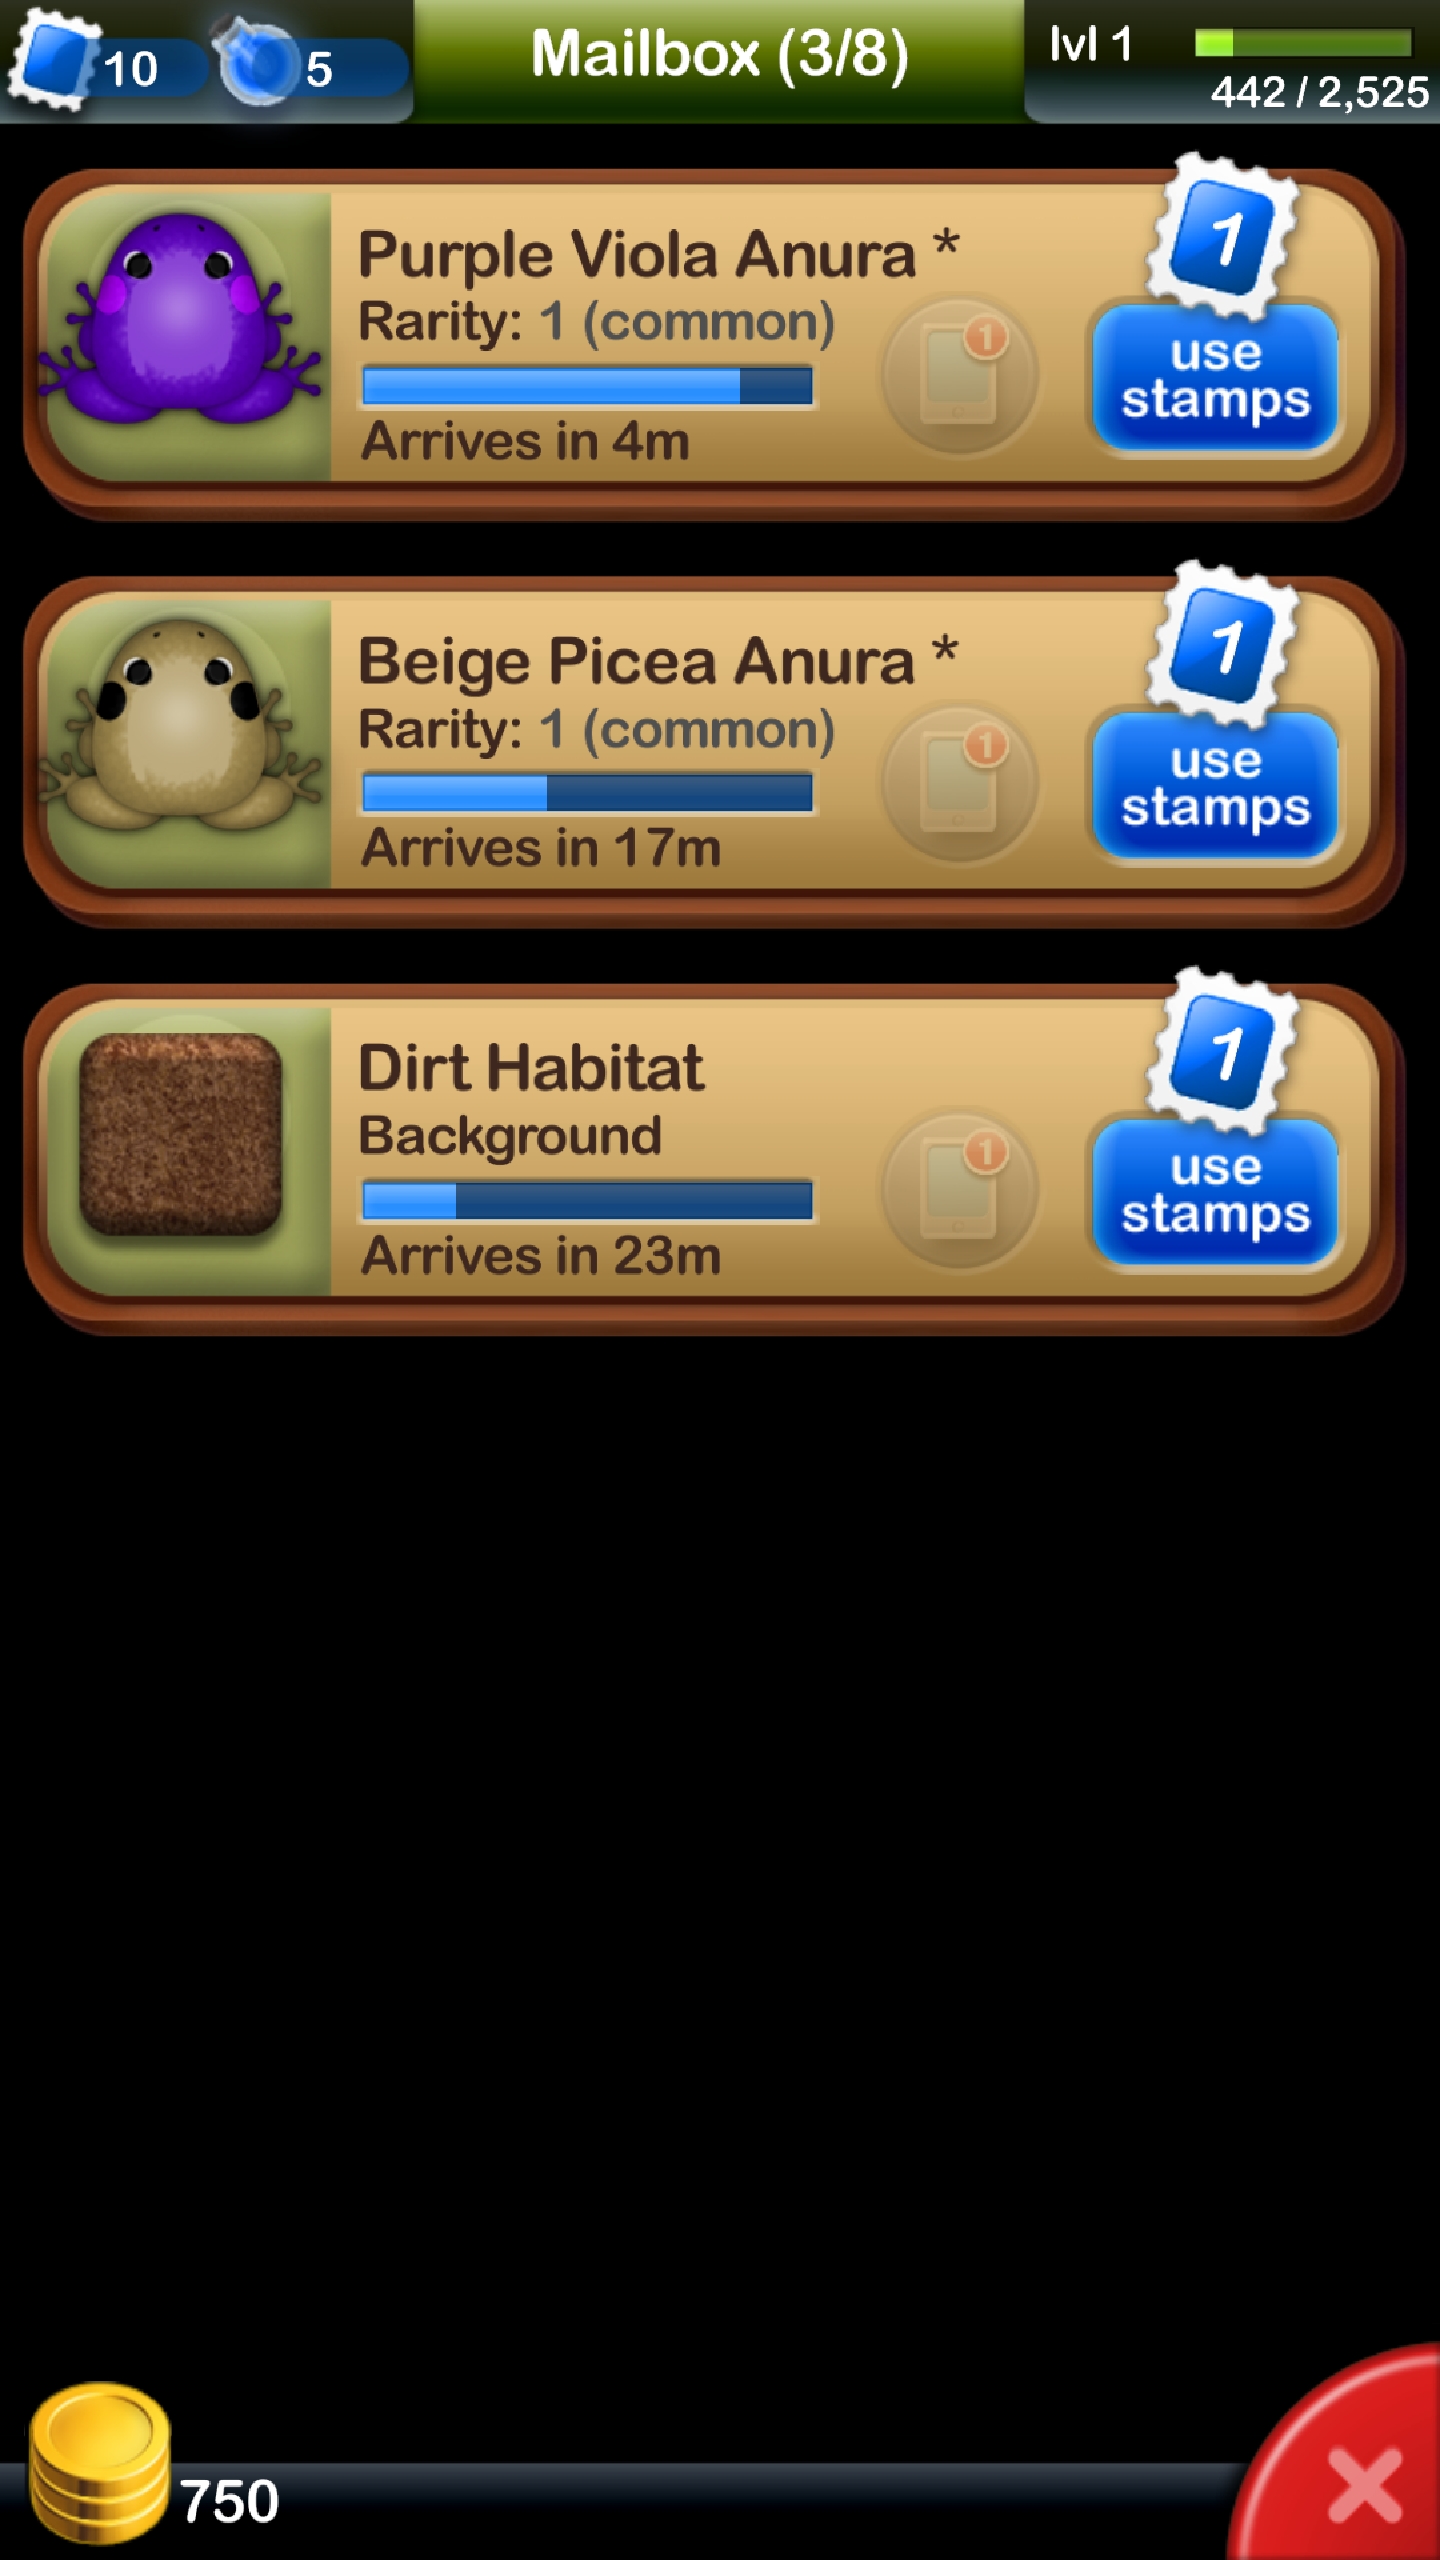 10
5
Mailbox (3/8)
lvl 1
442 / 2,525
Purple Viola Anura *
Rarity: 1 (common)
Arrives in 4m
1
1
use
stamps
Beige Picea Anura *
Rarity: 1 (common)
Arrives in 17m
1
1
use
stamps
Dirt Habitat
Background
Arrives in 23m
1
1
use
stamps
750